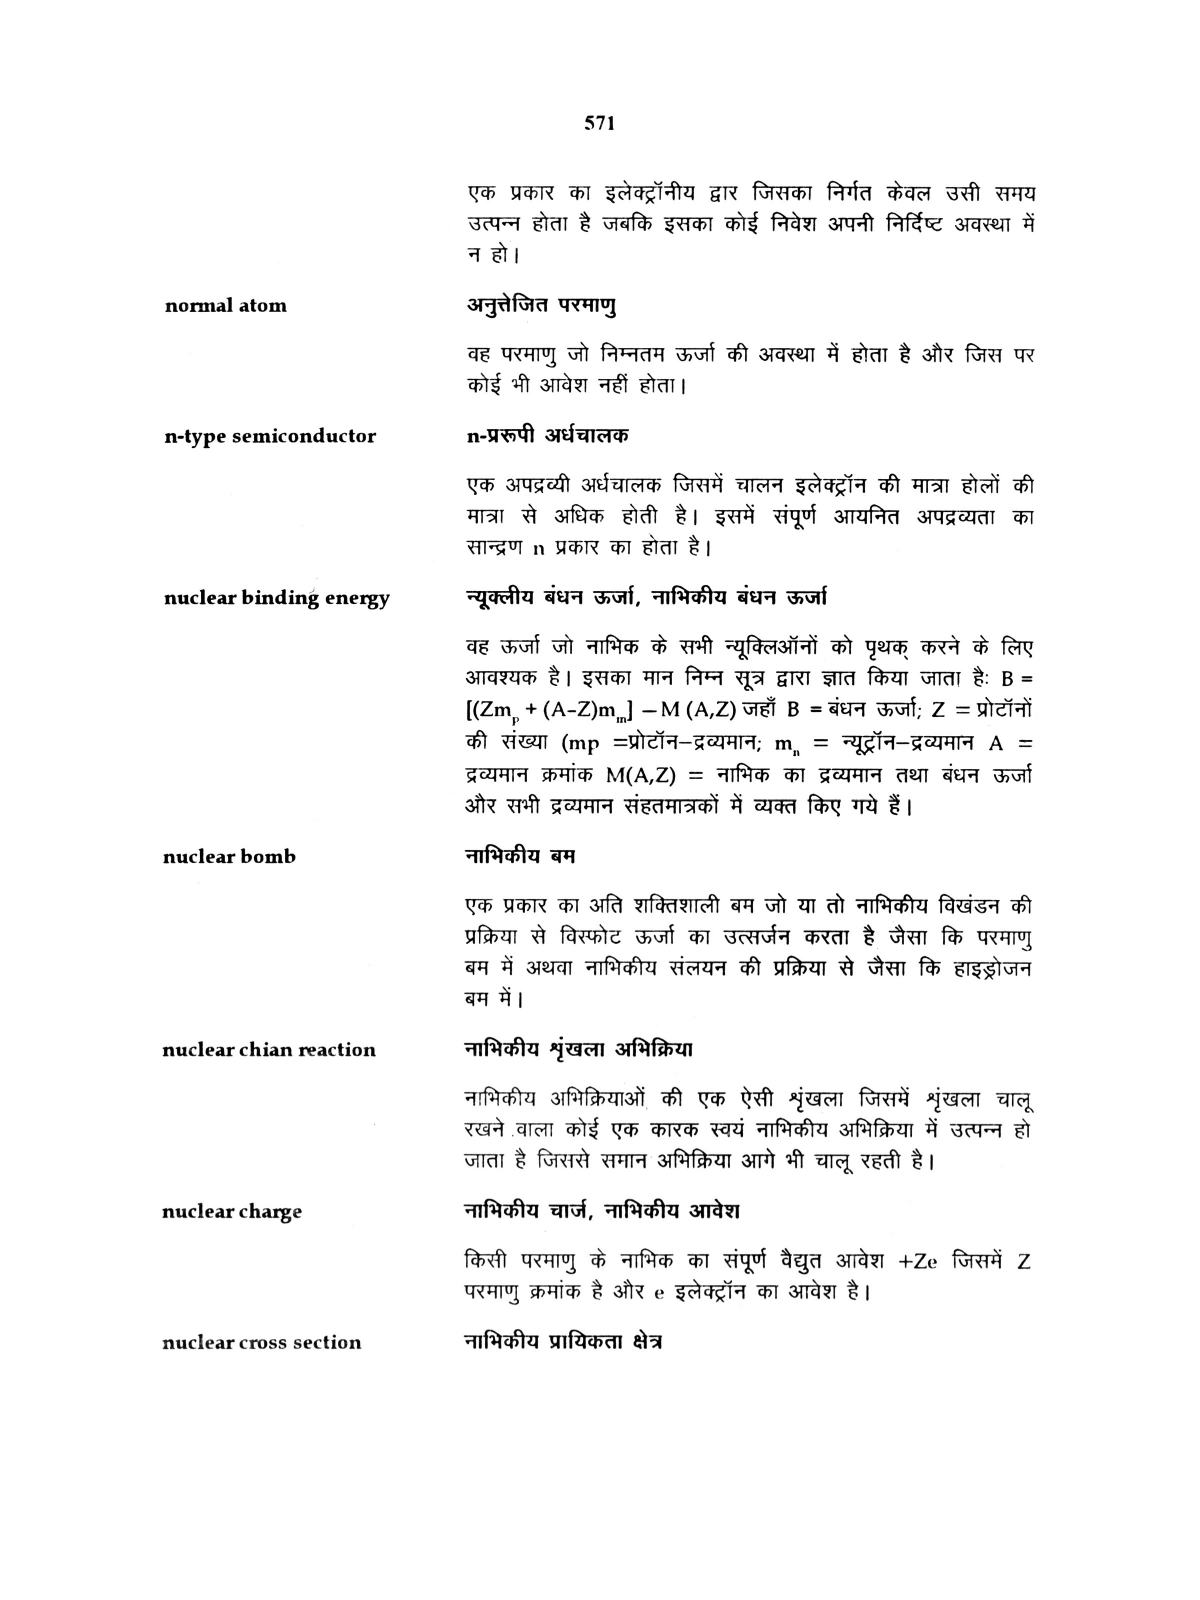 571
एक प्रकार का इलेक्ट्रॉनीय द्वार जिसका निर्गत केवल उसी समय
उत्पन्न होता है जबकि इसका कोई निवेश अपनी निर्दिष्ट अवस्था में
न हो।
normal atom अनुत्तेजित परमाणु
वह परमाणु जो निम्नतम ऊर्जा की अवस्था में होता है और जिस पर
कोई भी आवेश नहीं होता।
n-type semiconductor n-प्ररूपी अर्धचालक
एक अपद्रव्यी अर्धचालक जिसमें चालन इलेक्ट्रॉन की मात्रा होलों की
मात्रा से अधिक होती है। इसमें संपूर्ण आयनित अपद्रव्यता का
सान्द्रण n प्रकार का होता है।
nuclear binding energy न्यूक्लीय बंधन ऊर्जा, नाभिकीय बंधन ऊर्जा
वह ऊर्जा जो नाभिक के सभी न्यूक्लिऑनों को पृथक् करने के लिए
आवश्यक है। इसका मान निम्न सूत्र द्वारा ज्ञात किया जाता है: B =
[(Zm_p + (A–Z)m_m] – M (A,Z) जहाँ B = बंधन ऊर्जा; Z = प्रोटॉनों
की संख्या (mp =प्रोटॉन–द्रव्यमान; m_n = न्यूट्रॉन–द्रव्यमान A =
द्रव्यमान क्रमांक M(A,Z) = नाभिक का द्रव्यमान तथा बंधन ऊर्जा
और सभी द्रव्यमान संहतमात्रकों में व्यक्त किए गये हैं।
nuclear bomb नाभिकीय बम
एक प्रकार का अति शक्तिशाली बम जो या तो नाभिकीय विखंडन की
प्रक्रिया से विस्फोट ऊर्जा का उत्सर्जन करता है जैसा कि परमाणु
बम में अथवा नाभिकीय संलयन की प्रक्रिया से जैसा कि हाइड्रोजन
बम में।
nuclear chian reaction नाभिकीय शृंखला अभिक्रिया
नाभिकीय अभिक्रियाओं की एक ऐसी शृंखला जिसमें शृंखला चालू
रखने वाला कोई एक कारक स्वयं नाभिकीय अभिक्रिया में उत्पन्न हो
जाता है जिससे समान अभिक्रिया आगे भी चालू रहती है।
nuclear charge नाभिकीय चार्ज, नाभिकीय आवेश
किसी परमाणु के नाभिक का संपूर्ण वैद्युत आवेश +Ze जिसमें Z
परमाणु क्रमांक है और e इलेक्ट्रॉन का आवेश है।
nuclear cross section नाभिकीय प्रायिकता क्षेत्र